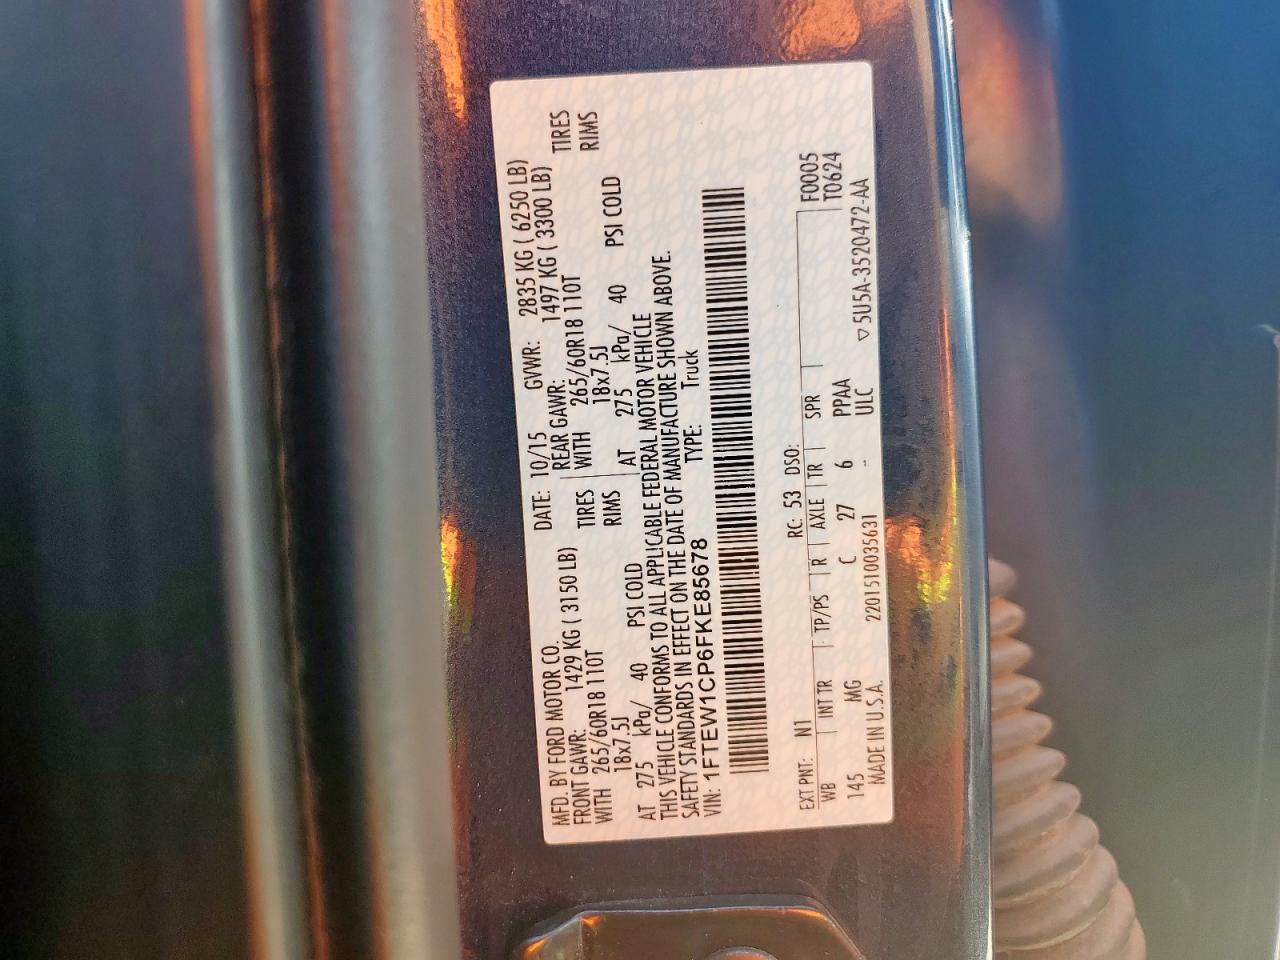 MFD. BY FORD MOTOR CO.
DATE: 10/15 GVWR: 2835 KG ( 6250 LB)
FRONT GAWR: 1429 KG ( 3150 LB)
REAR GAWR: 1497 KG ( 3300 LB)
WITH 265/60R18 110T TIRES
WITH 265/60R18 110T TIRES
18x7.5J RIMS
18x7.5J RIMS
AT 275 kPa/ 40 PSI COLD
AT 275 kPa/ 40 PSI COLD
THIS VEHICLE CONFORMS TO ALL APPLICABLE FEDERAL MOTOR VEHICLE
SAFETY STANDARDS IN EFFECT ON THE DATE OF MANUFACTURE SHOWN ABOVE.
VIN: 1FTEW1CP6FKE85678 TYPE: Truck
EXT PNT: N1 RC: 53 DSO: F0005
WB INT TR TP/PS R AXLE TR SPR T0624
145 MG C 27 6 PPAA
MADE IN U.S.A. 220151003563I -- ULC ▽5U5A-3520472-AA